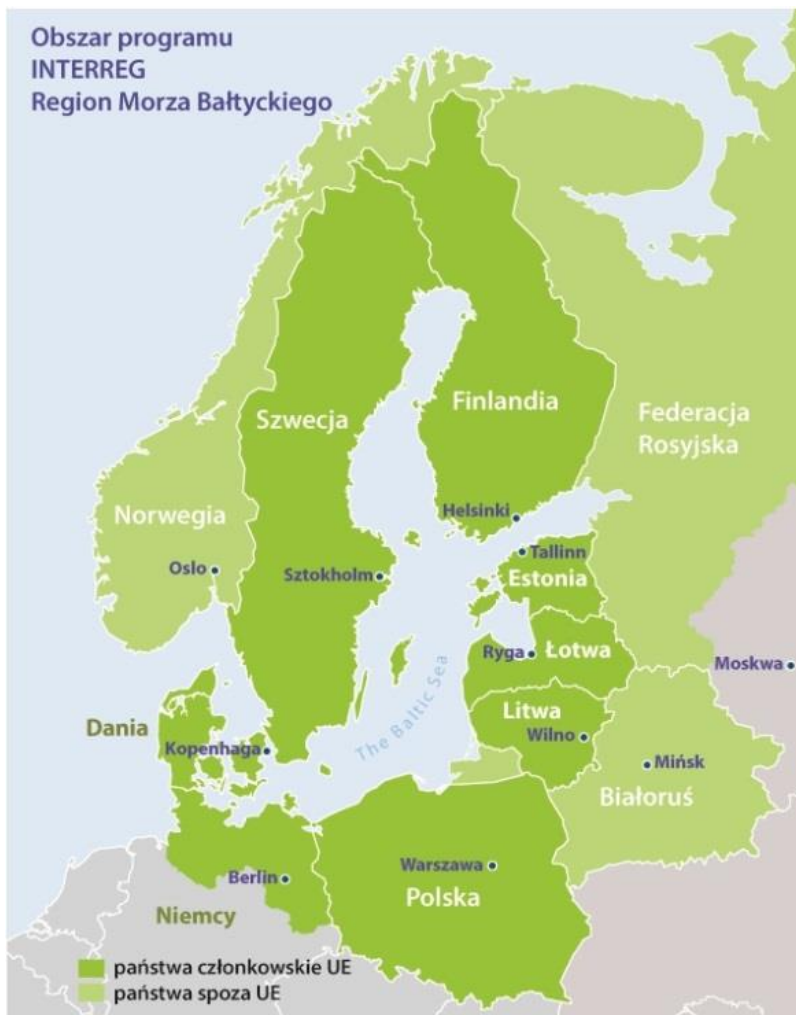 Obszar programu
INTERREG
Region Morza Bałtyckiego
Szwecja
Finlandia
Federacja
Rosyjska
Norwegia
Helsinki
Oslo
Sztokholm
Tallinn
Estonia
Ryga
Łotwa
Moskwa
The Baltic Sea
Litwa
Dania
Wilno
Kopenhaga
Mińsk
Białoruś
Warszawa
Berlin
Polska
Niemcy
państwa członkowskie UE
państwa spoza UE